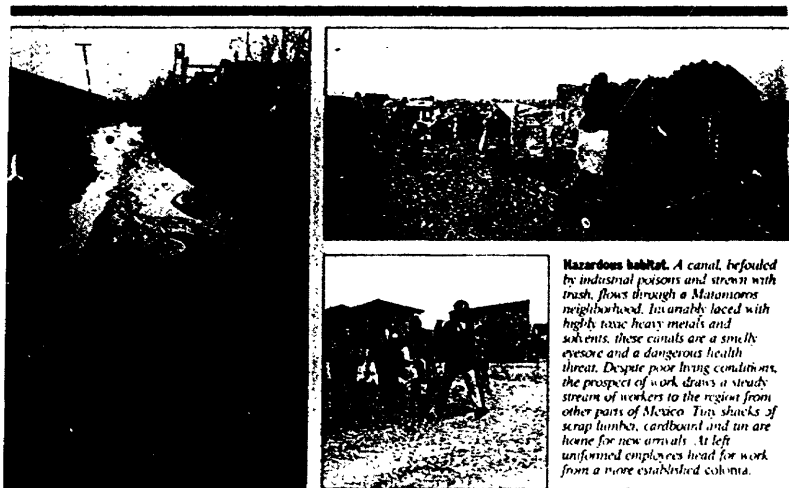 Hazardous habitat. A canal, befouled
by industrial poisons and strewn with
trash, flows through a Matamoros
neighborhood. Invariably laced with
highly toxic heavy metals and
solvents, these canals are a smelly
eyesore and a dangerous health
threat. Despite poor living conditions,
the prospect of work draws a steady
stream of workers to the region from
other parts of Mexico. Tiny shacks of
scrap lumber, cardboard and tin are
home for new arrivals. At left
uniformed employees head for work
from a more established colonia.